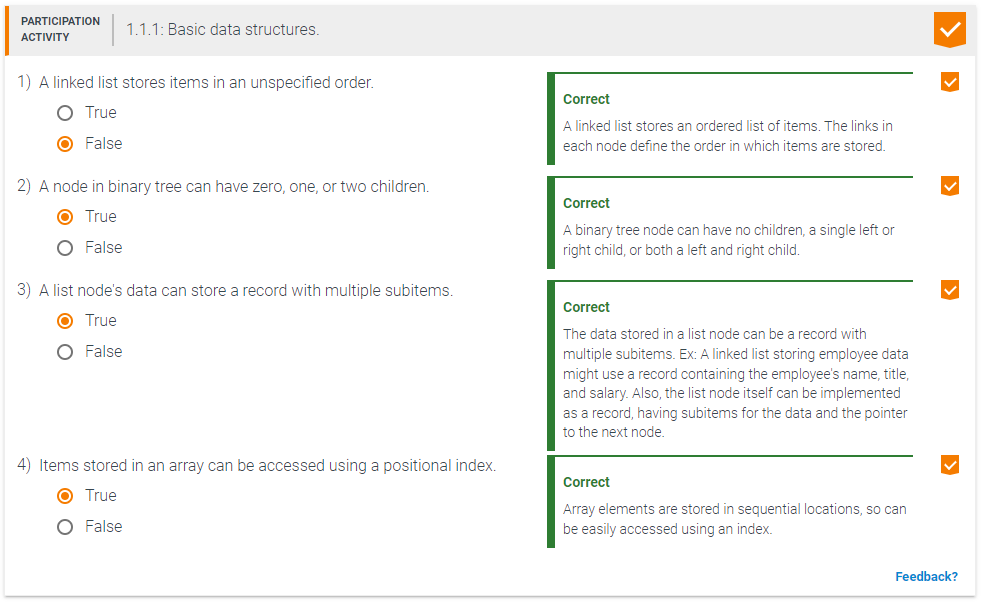 PARTICIPATION
ACTIVITY
1.1.1: Basic data structures.
1) A linked list stores items in an unspecified order.
True
False
Correct
A linked list stores an ordered list of items. The links in
each node define the order in which items are stored.
2) A node in binary tree can have zero, one, or two children.
True
False
Correct
A binary tree node can have no children, a single left or
right child, or both a left and right child.
3) A list node's data can store a record with multiple subitems.
True
False
Correct
The data stored in a list node can be a record with
multiple subitems. Ex: A linked list storing employee data
might use a record containing the employee's name, title,
and salary. Also, the list node itself can be implemented
as a record, having subitems for the data and the pointer
to the next node.
4) Items stored in an array can be accessed using a positional index.
True
False
Correct
Array elements are stored in sequential locations, so can
be easily accessed using an index.
Feedback?